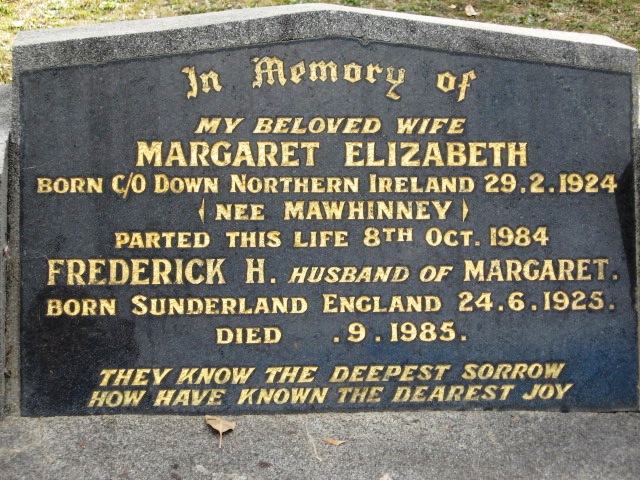 In Memory of
MY BELOVED WIFE
MARGARET ELIZABETH
BORN C/O DOWN NORTHERN IRELAND 29.2.1924
( NEE MAWHINNEY )
PARTED THIS LIFE 8TH OCT. 1984
FREDERICK H. HUSBAND OF MARGARET.
BORN SUNDERLAND ENGLAND 24.6.1925.
DIED .9.1985.
THEY KNOW THE DEEPEST SORROW
HOW HAVE KNOWN THE DEAREST JOY